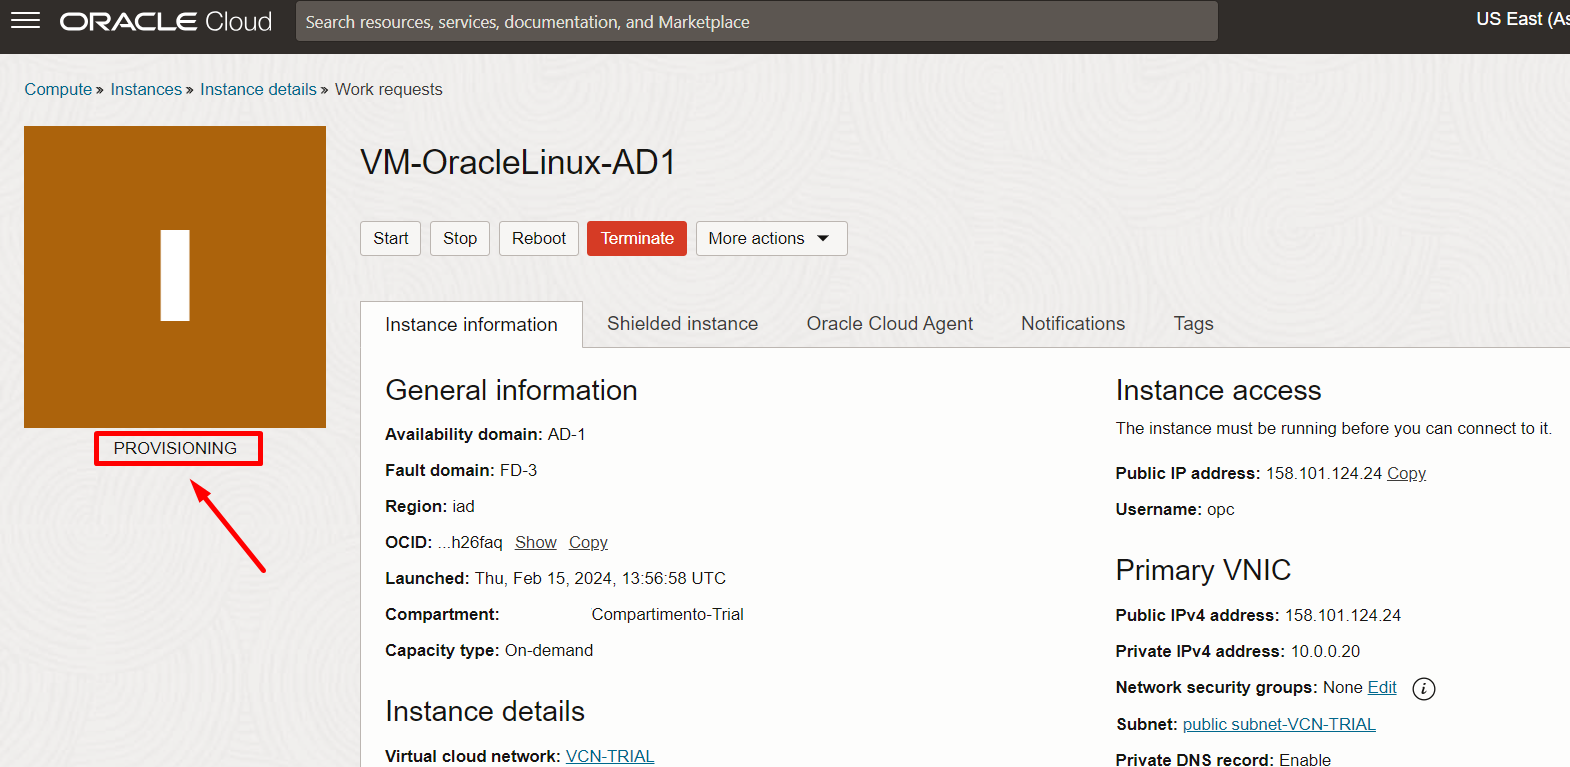 ORACLE Cloud
Search resources, services, documentation, and Marketplace
US East (As
Compute » Instances » Instance details » Work requests
I
PROVISIONING
VM-OracleLinux-AD1
Start
Stop
Reboot
Terminate
More actions
Instance information
Shielded instance
Oracle Cloud Agent
Notifications
Tags
General information
Availability domain: AD-1
Fault domain: FD-3
Region: iad
OCID: ...h26faq Show Copy
Launched: Thu, Feb 15, 2024, 13:56:58 UTC
Compartment: Compartimento-Trial
Capacity type: On-demand
Instance details
Virtual cloud network: VCN-TRIAL
Instance access
The instance must be running before you can connect to it.
Public IP address: 158.101.124.24 Copy
Username: opc
Primary VNIC
Public IPv4 address: 158.101.124.24
Private IPv4 address: 10.0.0.20
Network security groups: None Edit i
Subnet: public subnet-VCN-TRIAL
Private DNS record: Enable